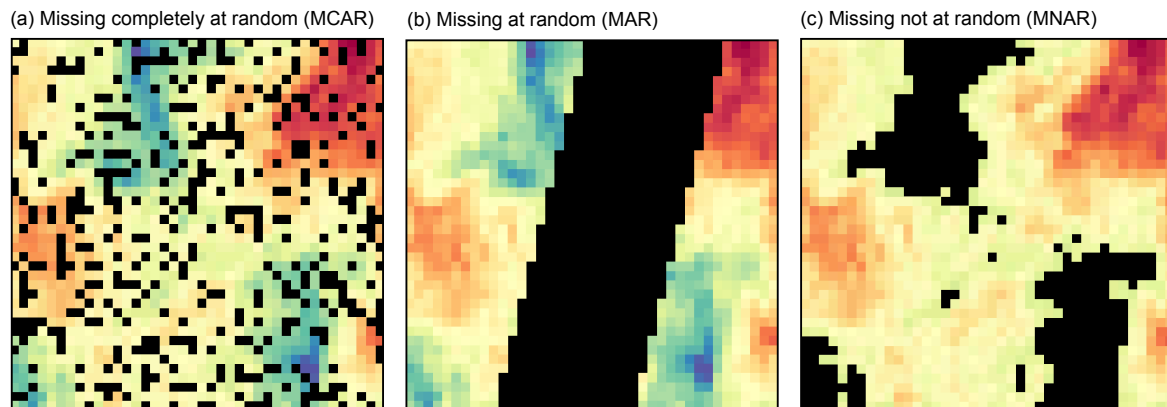 (a) Missing completely at random (MCAR)
(b) Missing at random (MAR)
(c) Missing not at random (MNAR)